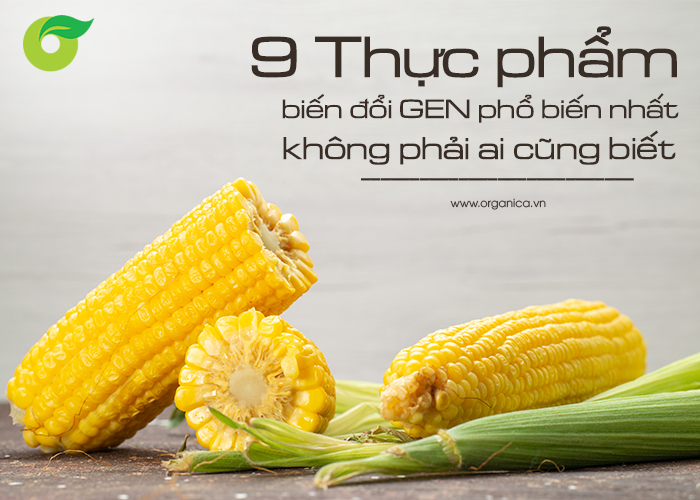 9 Thực phẩm
biến đổi GEN phổ biến nhất
không phải ai cũng biết
www.organica.vn